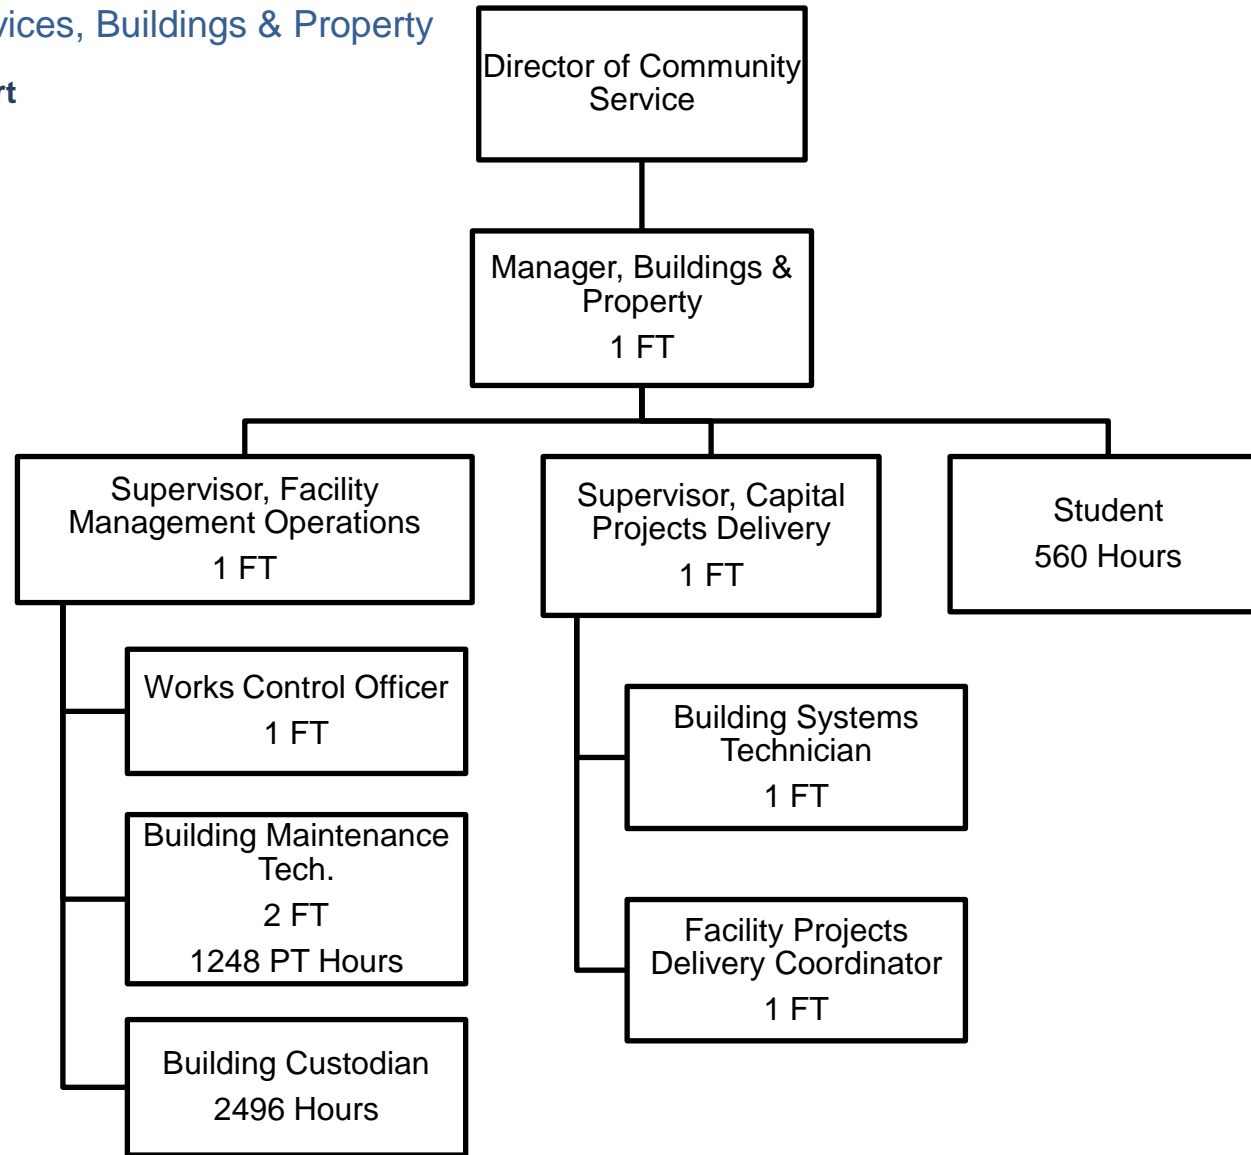 Buildings & Property
Director of Community
Service
Manager, Buildings &
Property
1 FT
Supervisor, Facility
Management Operations
1 FT
Supervisor, Capital
Projects Delivery
1 FT
Student
560 Hours
Works Control Officer
1 FT
Building Maintenance
Tech.
2 FT
1248 PT Hours
Building Custodian
2496 Hours
Building Systems
Technician
1 FT
Facility Projects
Delivery Coordinator
1 FT